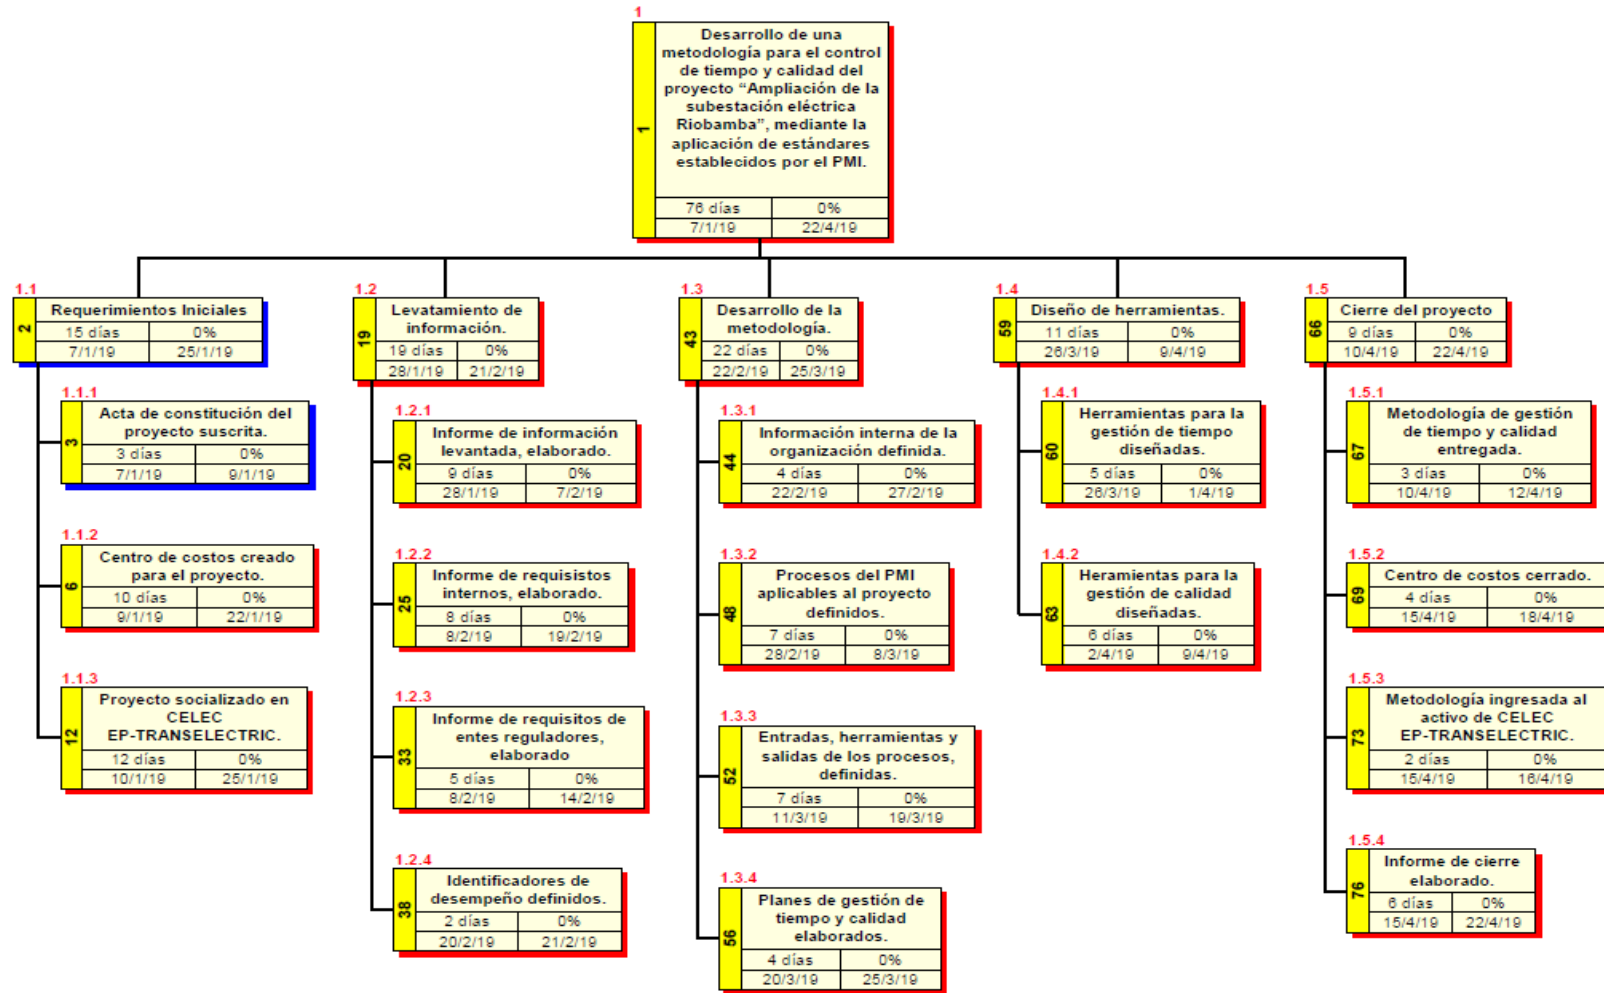 1
Desarrollo de una
metodología para el control
de tiempo y calidad del
proyecto “Ampliación de la
subestación eléctrica
Riobamba”, mediante la
aplicación de estándares
establecidos por el PMI.
1
76 días 0%
7/1/19 22/4/19
1.1
2
Requerimientos Iniciales
15 días 0%
7/1/19 25/1/19
1.1.1
3
Acta de constitución del
proyecto suscrita.
3 días 0%
7/1/19 9/1/19
1.1.2
6
Centro de costos creado
para el proyecto.
10 días 0%
9/1/19 22/1/19
1.1.3
12
Proyecto socializado en
CELEC
EP-TRANSELECTRIC.
12 días 0%
10/1/19 25/1/19
1.2
19
Levatamiento de
información.
19 días 0%
28/1/19 21/2/19
1.2.1
20
Informe de información
levantada, elaborado.
9 días 0%
28/1/19 7/2/19
1.2.2
25
Informe de requisistos
internos, elaborado.
8 días 0%
8/2/19 19/2/19
1.2.3
33
Informe de requisitos de
entes reguladores,
elaborado
5 días 0%
8/2/19 14/2/19
1.2.4
38
Identificadores de
desempeño definidos.
2 días 0%
20/2/19 21/2/19
1.3
43
Desarrollo de la
metodología.
22 días 0%
22/2/19 25/3/19
1.3.1
44
Información interna de la
organización definida.
4 días 0%
22/2/19 27/2/19
1.3.2
48
Procesos del PMI
aplicables al proyecto
definidos.
7 días 0%
28/2/19 8/3/19
1.3.3
52
Entradas, herramientas y
salidas de los procesos,
definidas.
7 días 0%
11/3/19 19/3/19
1.3.4
56
Planes de gestión de
tiempo y calidad
elaborados.
4 días 0%
20/3/19 25/3/19
1.4
59
Diseño de herramientas.
11 días 0%
26/3/19 9/4/19
1.4.1
60
Herramientas para la
gestión de tiempo
diseñadas.
5 días 0%
26/3/19 1/4/19
1.4.2
63
Heramientas para la
gestión de calidad
diseñadas.
6 días 0%
2/4/19 9/4/19
1.5
66
Cierre del proyecto
9 días 0%
10/4/19 22/4/19
1.5.1
67
Metodología de gestión
de tiempo y calidad
entregada.
3 días 0%
10/4/19 12/4/19
1.5.2
69
Centro de costos cerrado.
4 días 0%
15/4/19 18/4/19
1.5.3
73
Metodología ingresada al
activo de CELEC
EP-TRANSELECTRIC.
2 días 0%
15/4/19 16/4/19
1.5.4
76
Informe de cierre
elaborado.
6 días 0%
15/4/19 22/4/19